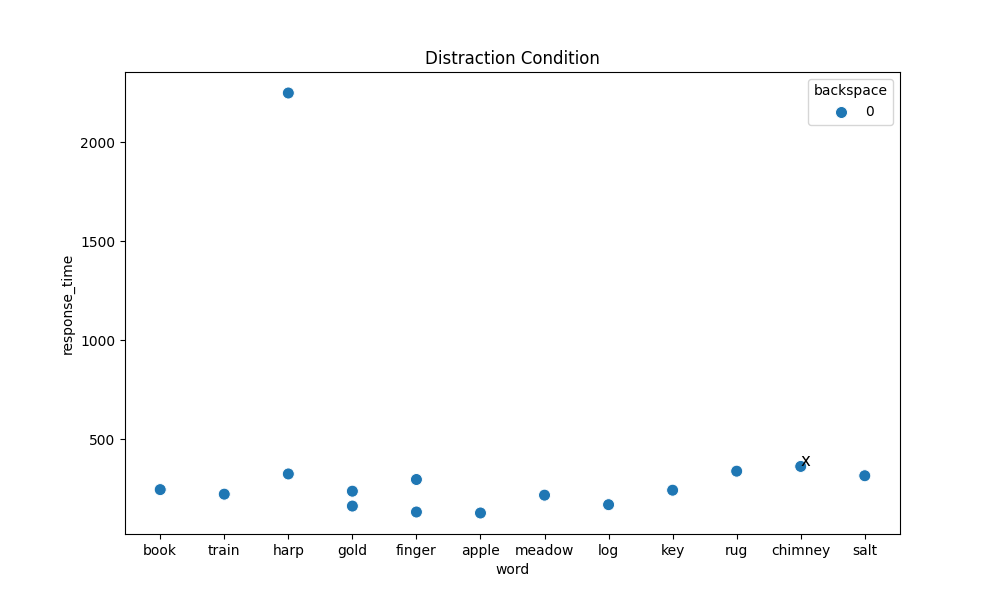 Distraction Condition
backspace
0
2000
1500
1000
500
response_time
x
book train harp gold finger apple meadow log key rug chimney salt
word